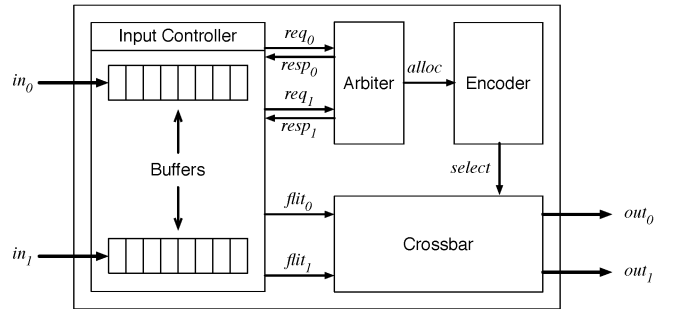 Input Controller
in0
Buffers
in1
req0
resp0
req1
resp1
Arbiter
alloc
Encoder
select
flit0
flit1
Crossbar
out0
out1